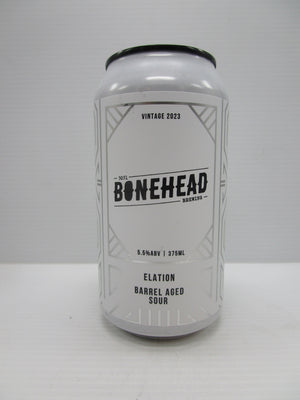 VINTAGE 2023
BONEHEAD
BREWING
5.5%ABV | 375ML
ELATION
BARREL AGED
SOUR